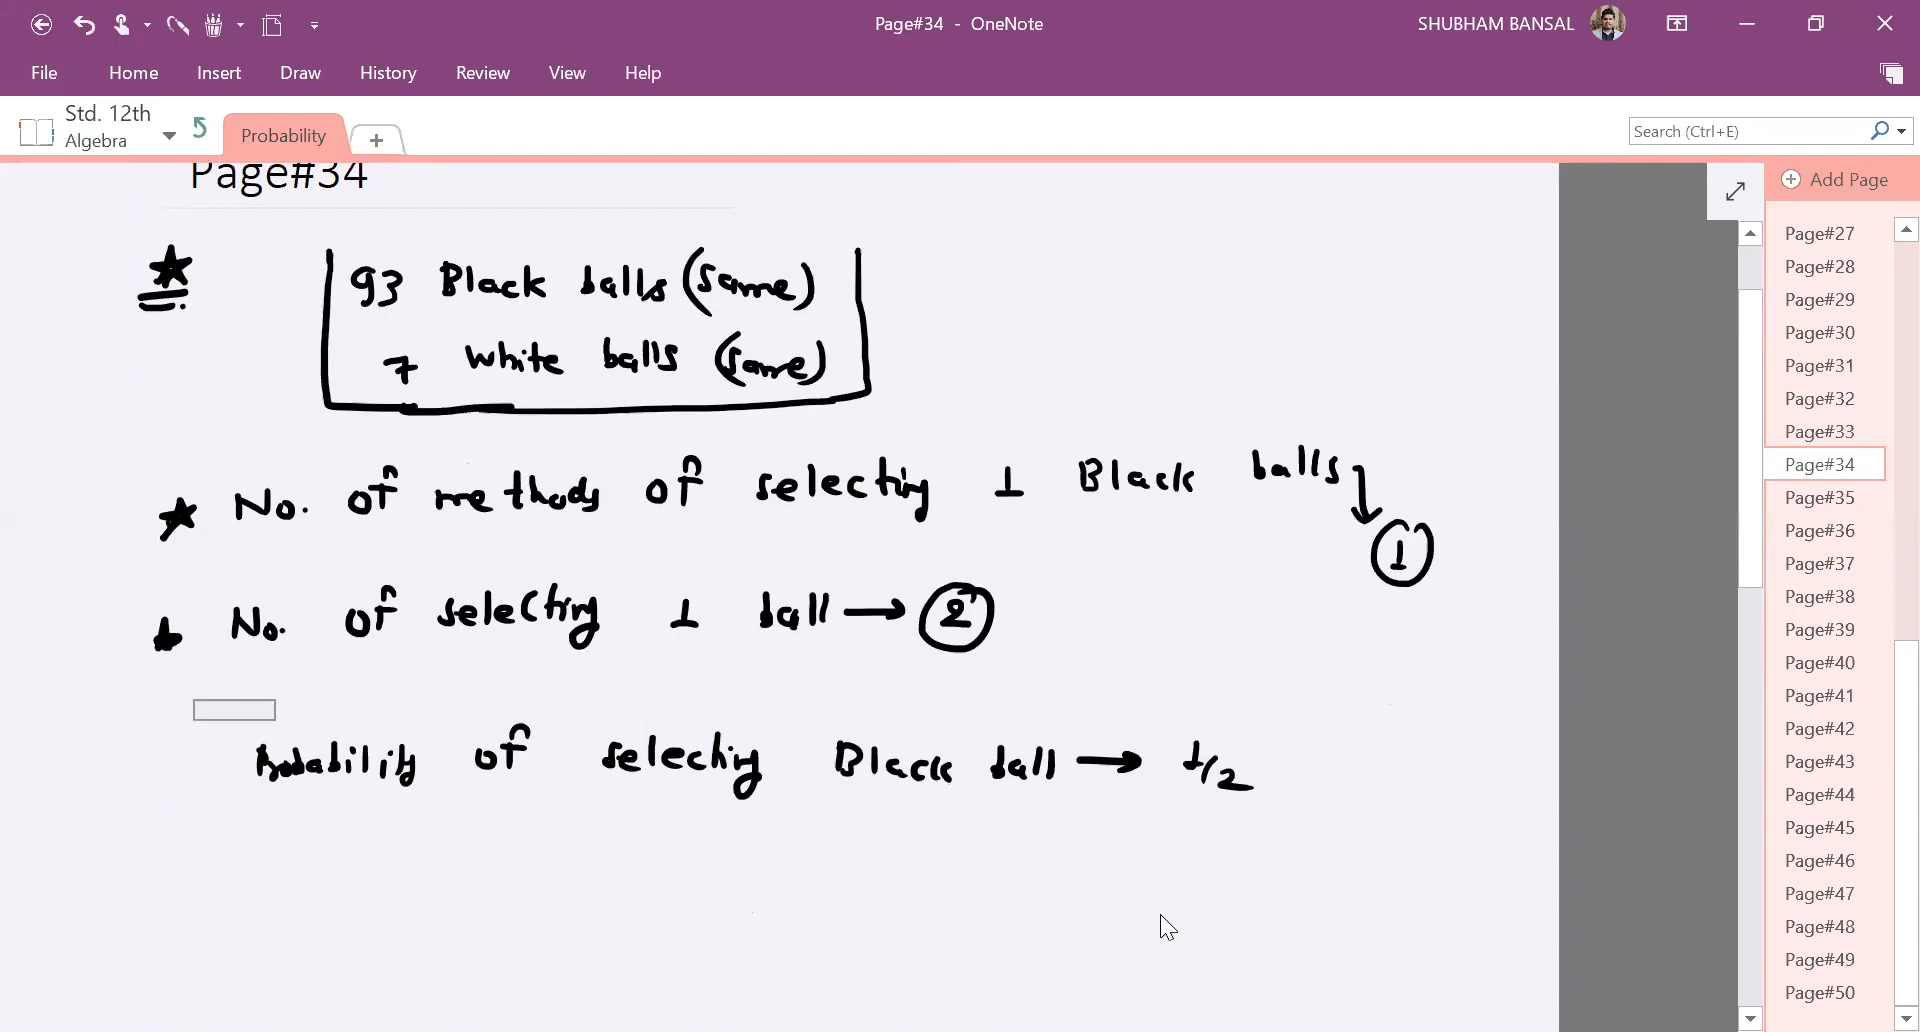 Page#34 - OneNote
SHUBHAM BANSAL
File Home Insert Draw History Review View Help
Std. 12th
Algebra
Probability
+
Search (Ctrl+E)
Page#34
Add Page
93 Black balls (same)
7 white balls (same)
No. of methods of selecting 1 Black balls
1
No. of selecting 1 ball → 2
Probability of selecting Black ball → 1/2
Page#27
Page#28
Page#29
Page#30
Page#31
Page#32
Page#33
Page#34
Page#35
Page#36
Page#37
Page#38
Page#39
Page#40
Page#41
Page#42
Page#43
Page#44
Page#45
Page#46
Page#47
Page#48
Page#49
Page#50